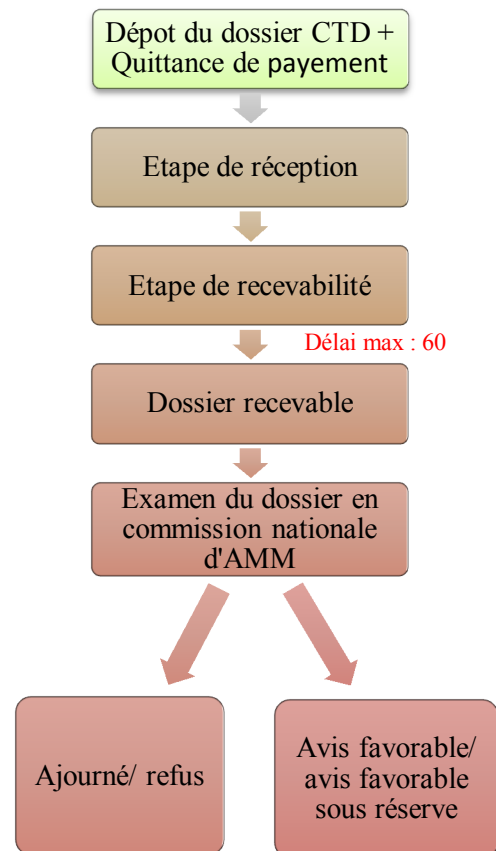 Dépot du dossier CTD +
Quittance de payement
Etape de réception
Etape de recevabilité
Délai max : 60
Dossier recevable
Examen du dossier en
commission nationale
d'AMM
Ajourné/ refus
Avis favorable/
avis favorable
sous réserve